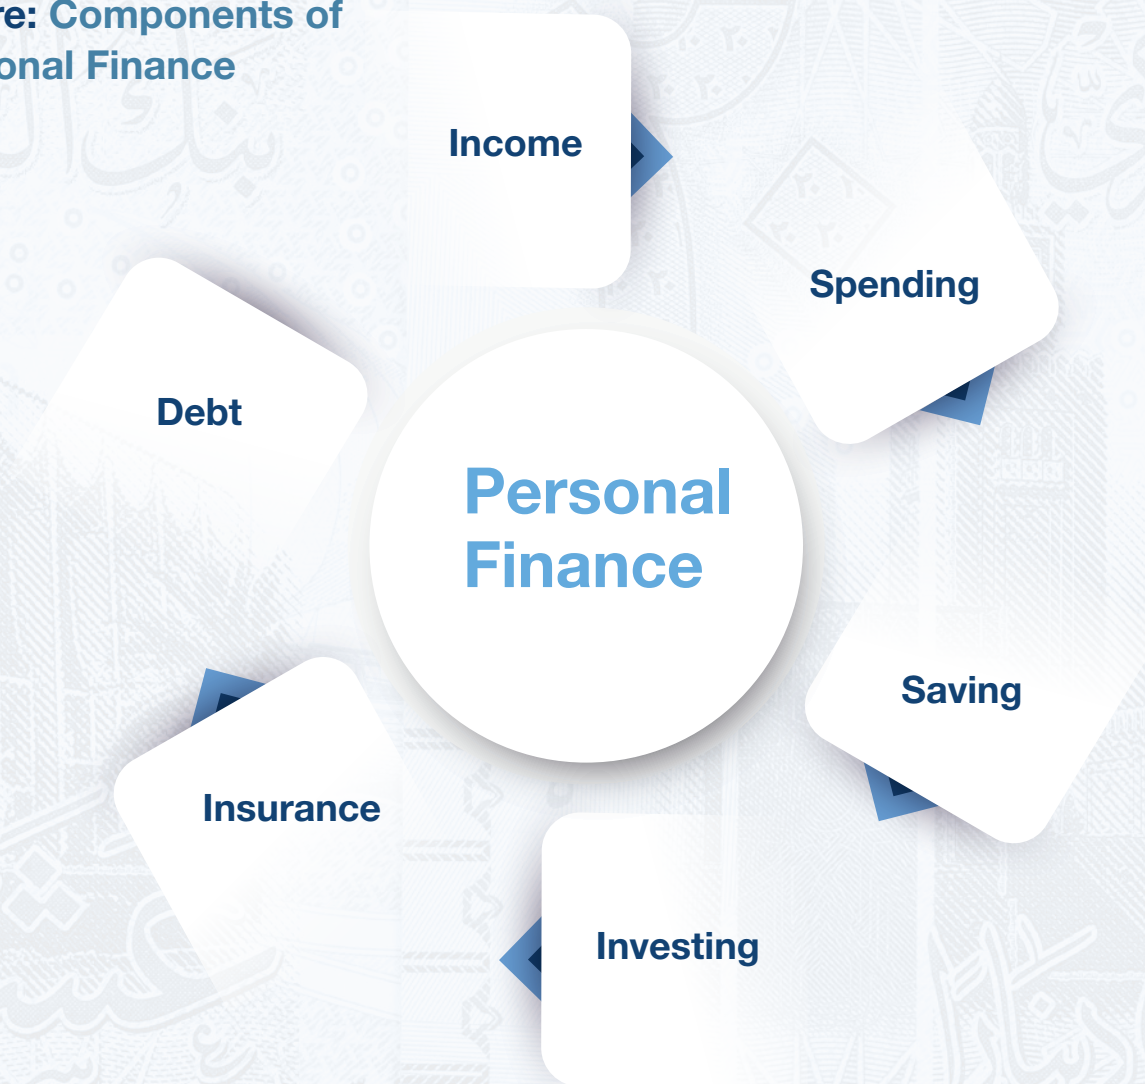 re: Components of
onal Finance
Income
Spending
Debt
Personal
Finance
Saving
Insurance
Investing